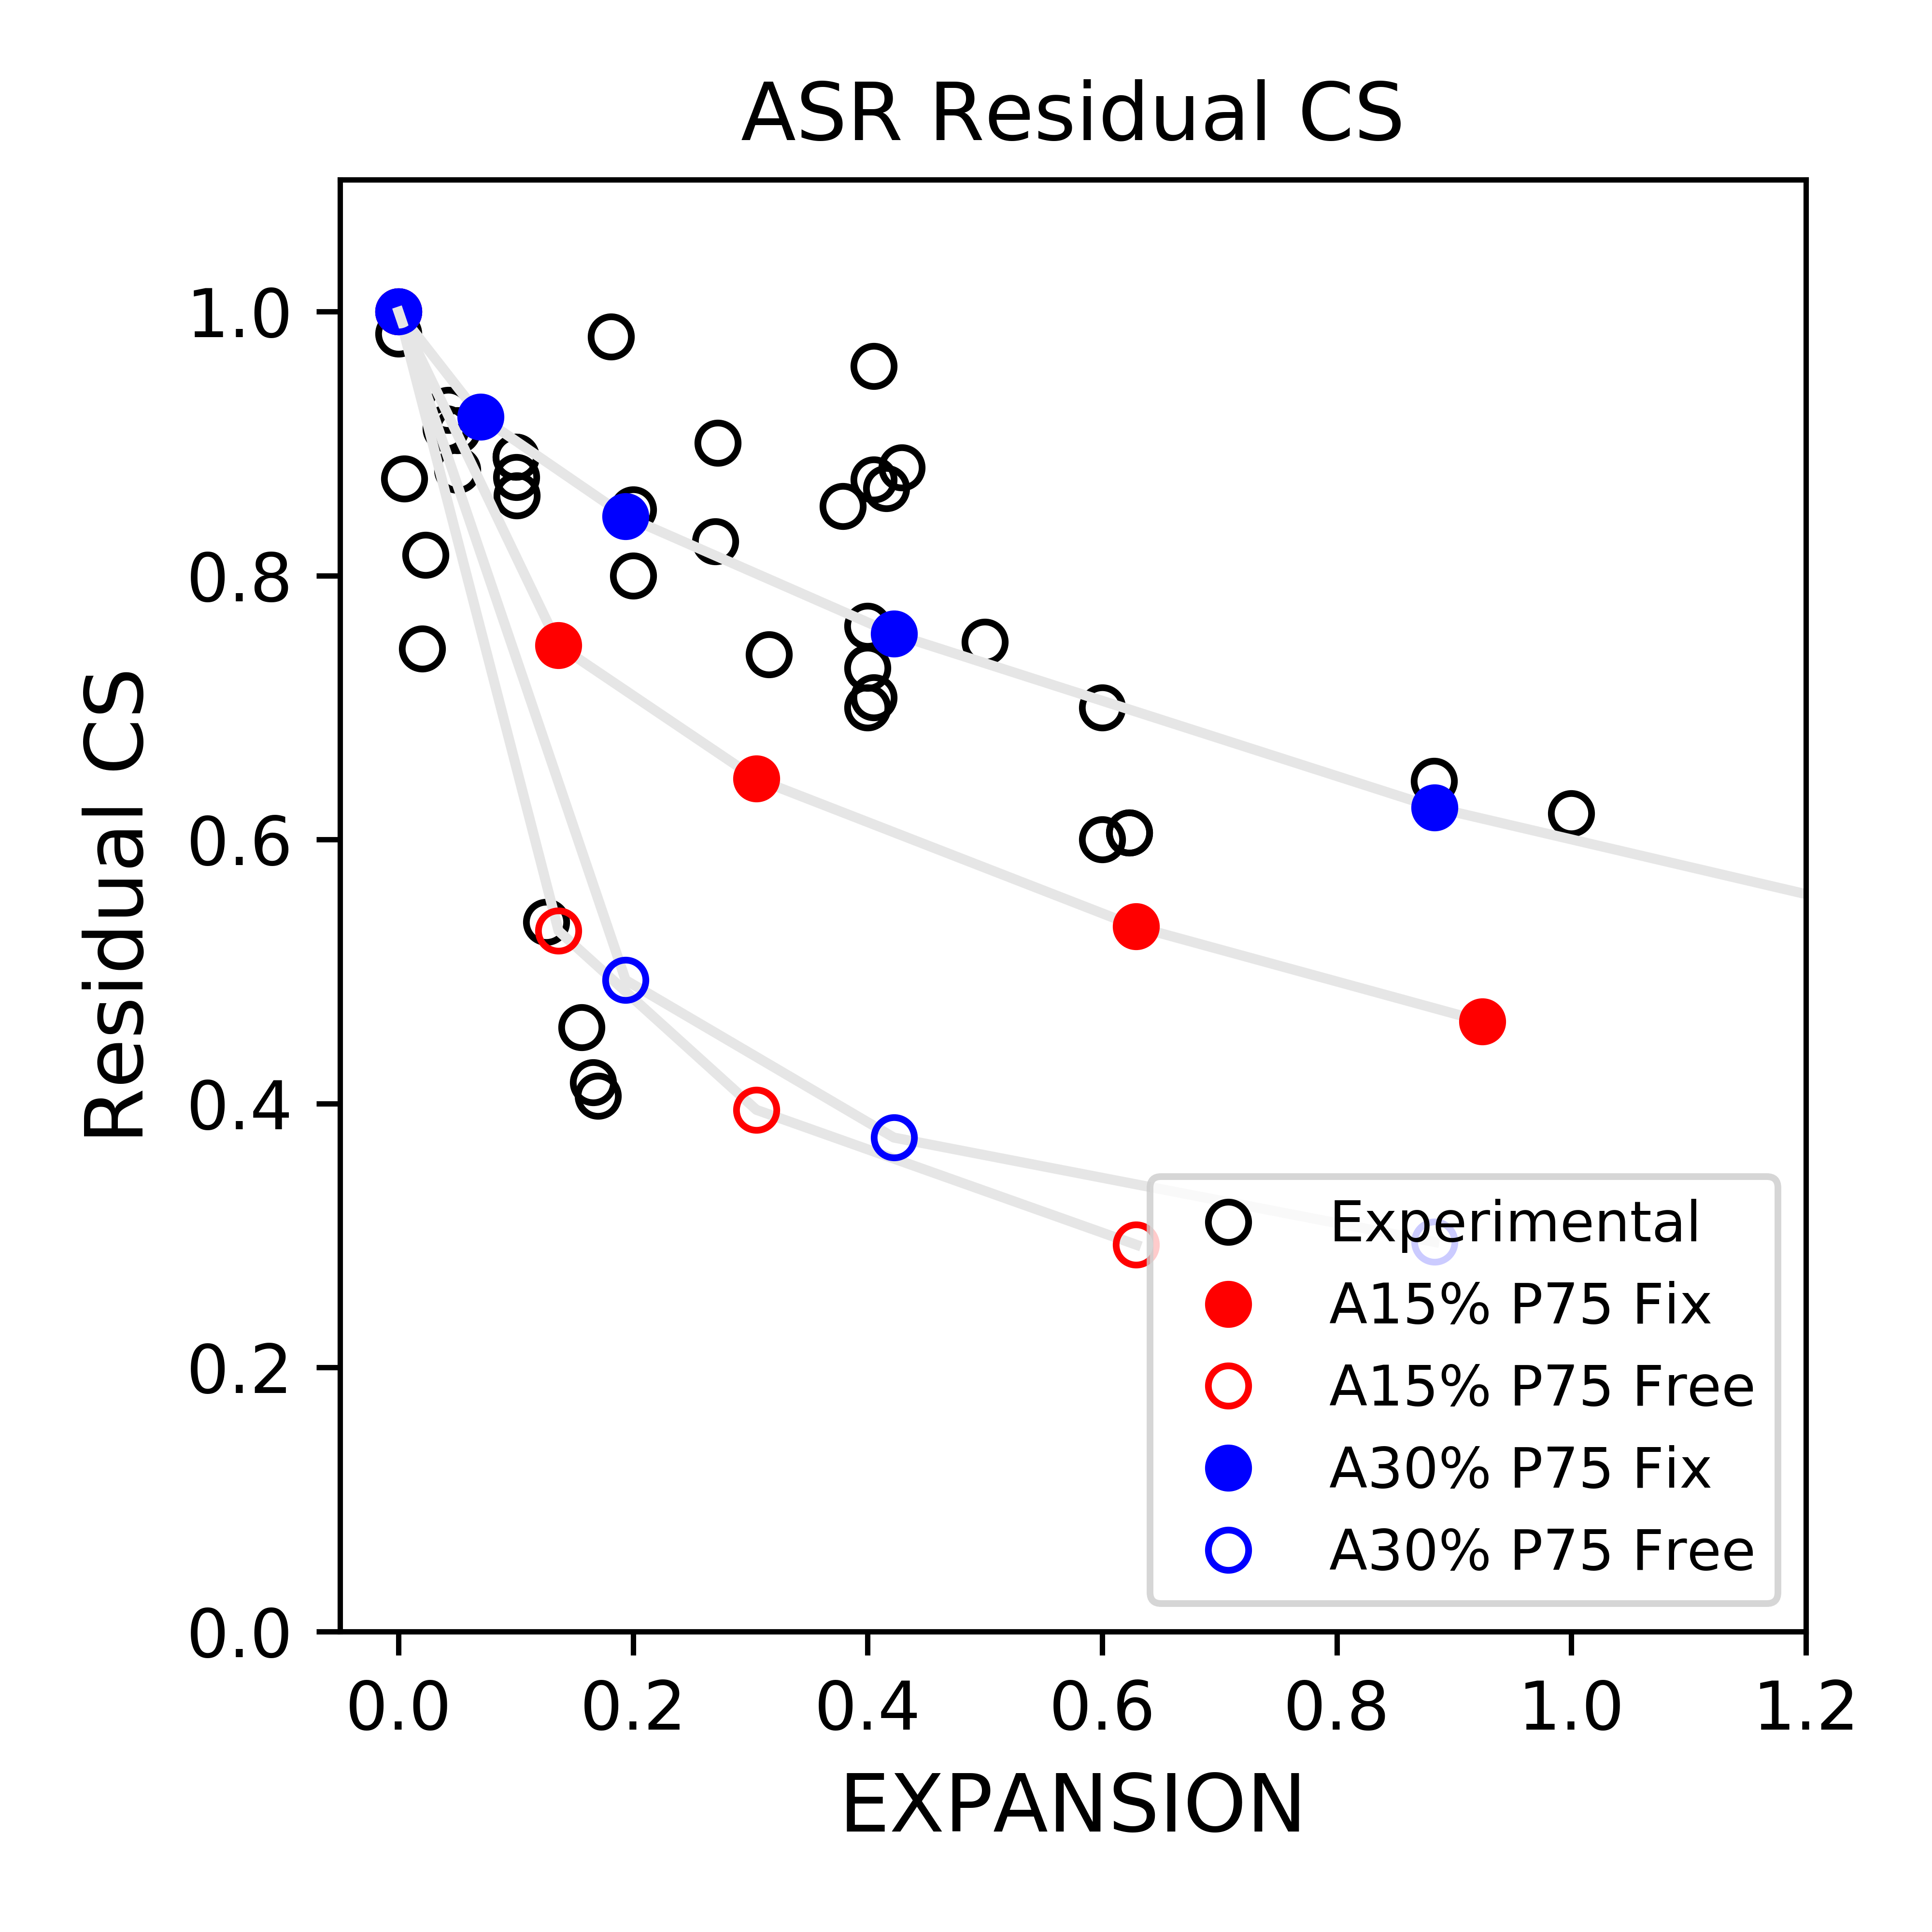 ASR Residual CS
Residual CS
1.0
0.8
0.6
0.4
0.2
0.0
Experimental
A15% P75 Fix
A15% P75 Free
A30% P75 Fix
A30% P75 Free
0.0 0.2 0.4 0.6 0.8 1.0 1.2
EXPANSION